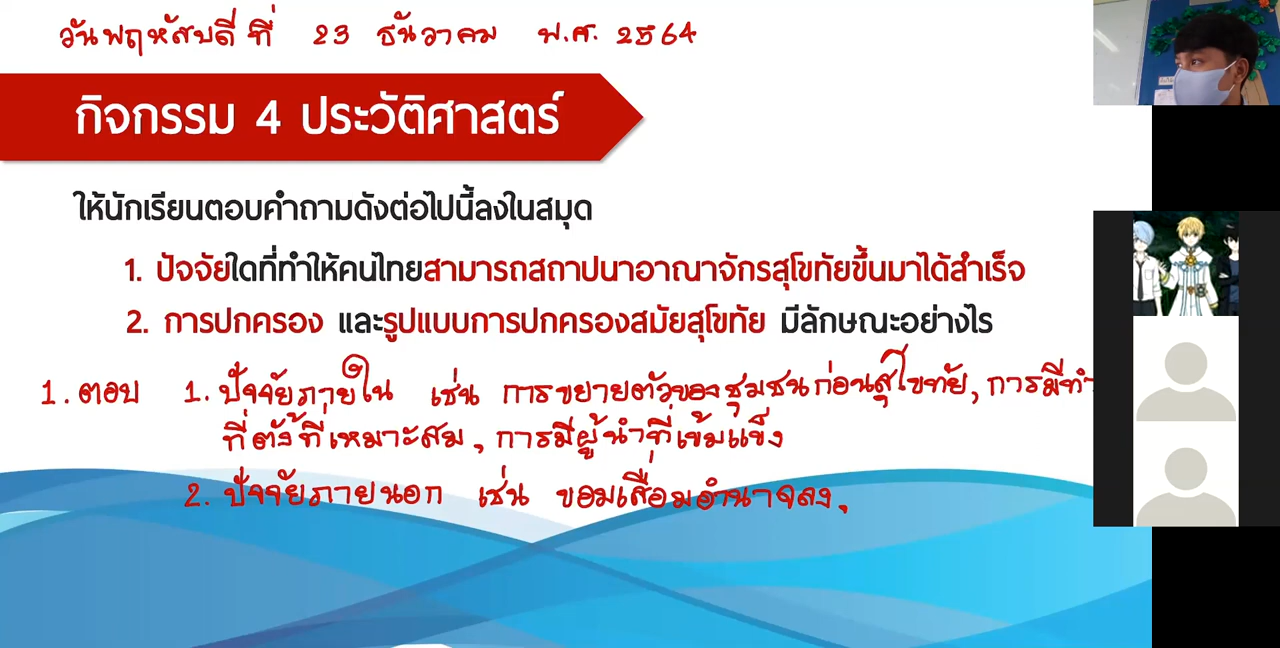 วันพฤหัสบดีที่ 23 ธันวาคม พ.ศ. 2564
กิจกรรม 4 ประวัติศาสตร์
ให้นักเรียนตอบคำถามดังต่อไปนี้ลงในสมุด
1. ปัจจัยใดที่ทำให้คนไทยสามารถสถาปนาอาณาจักรสุโขทัยขึ้นมาได้สำเร็จ
2. การปกครอง และรูปแบบการปกครองสมัยสุโขทัย มีลักษณะอย่างไร
1. ตอบ 1. ปัจจัยภายใน เช่น การขยายตัวของชุมชนก่อนสุโขทัย, การมีทำ
ที่ตั้งที่เหมาะสม, การมีผู้นำที่เข้มแข็ง
2. ปัจจัยภายนอก เช่น ขอมเสื่อมอำนาจลง,